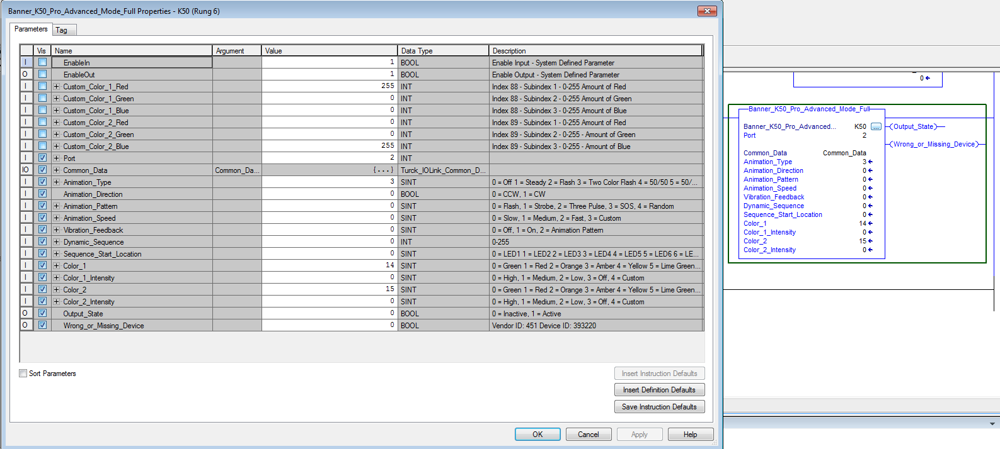 Banner_K50_Pro_Advanced_Mode_Full Properties - K50 (Rung 6)
Parameters Tag
Vis Name Argument Value Data Type Description
I EnableIn 1 BOOL Enable Input - System Defined Parameter
O EnableOut 1 BOOL Enable Output - System Defined Parameter
I Custom_Color_1_Red 255 INT Index 88 - Subindex 1 - 0-255 Amount of Red
I Custom_Color_1_Green 0 INT Index 88 - Subindex 2 - 0-255 Amount of Green
I Custom_Color_1_Blue 0 INT Index 88 - Subindex 3 - 0-255 Amount of Blue
I Custom_Color_2_Red 0 INT Index 89 - Subindex 1 - 0-255 Amount of Red
I Custom_Color_2_Green 0 INT Index 89 - Subindex 2 - 0-255 - Amount of Green
I Custom_Color_2_Blue 255 INT Index 89 - Subindex 3 - 0-255 - Amount of Blue
I Port 2 INT
IO Common_Data Common_Da... {...} Turck_IOLink_Common_D...
I Animation_Type 3 SINT 0 = Off 1 = Steady 2 = Flash 3 = Two Color Flash 4 = 50/50 5 = 50/...
I Animation_Direction 0 BOOL 0 = CCW, 1 = CW
I Animation_Pattern 0 SINT 0 = Flash, 1 = Strobe, 2 = Three Pulse, 3 = SOS, 4 = Random
I Animation_Speed 0 SINT 0 = Slow, 1 = Medium, 2 = Fast, 3 = Custom
I Vibration_Feedback 0 SINT 0 = Off, 1 = On, 2 = Animation Pattern
I Dynamic_Sequence 0 INT 0-255
I Sequence_Start_Location 0 SINT 0 = LED1 1 = LED2 2 = LED3 3 = LED4 4 = LED5 5 = LED6 6 = LE...
I Color_1 14 SINT 0 = Green 1 = Red 2 = Orange 3 = Amber 4 = Yellow 5 = Lime Green...
I Color_1_Intensity 0 SINT 0 = High, 1 = Medium, 2 = Low, 3 = Off, 4 = Custom
I Color_2 15 SINT 0 = Green 1 = Red 2 = Orange 3 = Amber 4 = Yellow 5 = Lime Green...
I Color_2_Intensity 0 SINT 0 = High, 1 = Medium, 2 = Low, 3 = Off, 4 = Custom
O Output_State 0 BOOL 0 = Inactive, 1 = Active
O Wrong_or_Missing_Device 0 BOOL Vendor ID: 451 Device ID: 393220
Sort Parameters
Insert Instruction Defaults
Insert Definition Defaults
Save Instruction Defaults
OK Cancel Apply Help
0
Banner_K50_Pro_Advanced_Mode_Full
Banner_K50_Pro_Advanced... K50 ... (Output_State)
Port 2
(Wrong_or_Missing_Device)
Common_Data Common_Data
Animation_Type 3
Animation_Direction 0
Animation_Pattern 0
Animation_Speed 0
Vibration_Feedback 0
Dynamic_Sequence 0
Sequence_Start_Location 0
Color_1 14
Color_1_Intensity 0
Color_2 15
Color_2_Intensity 0